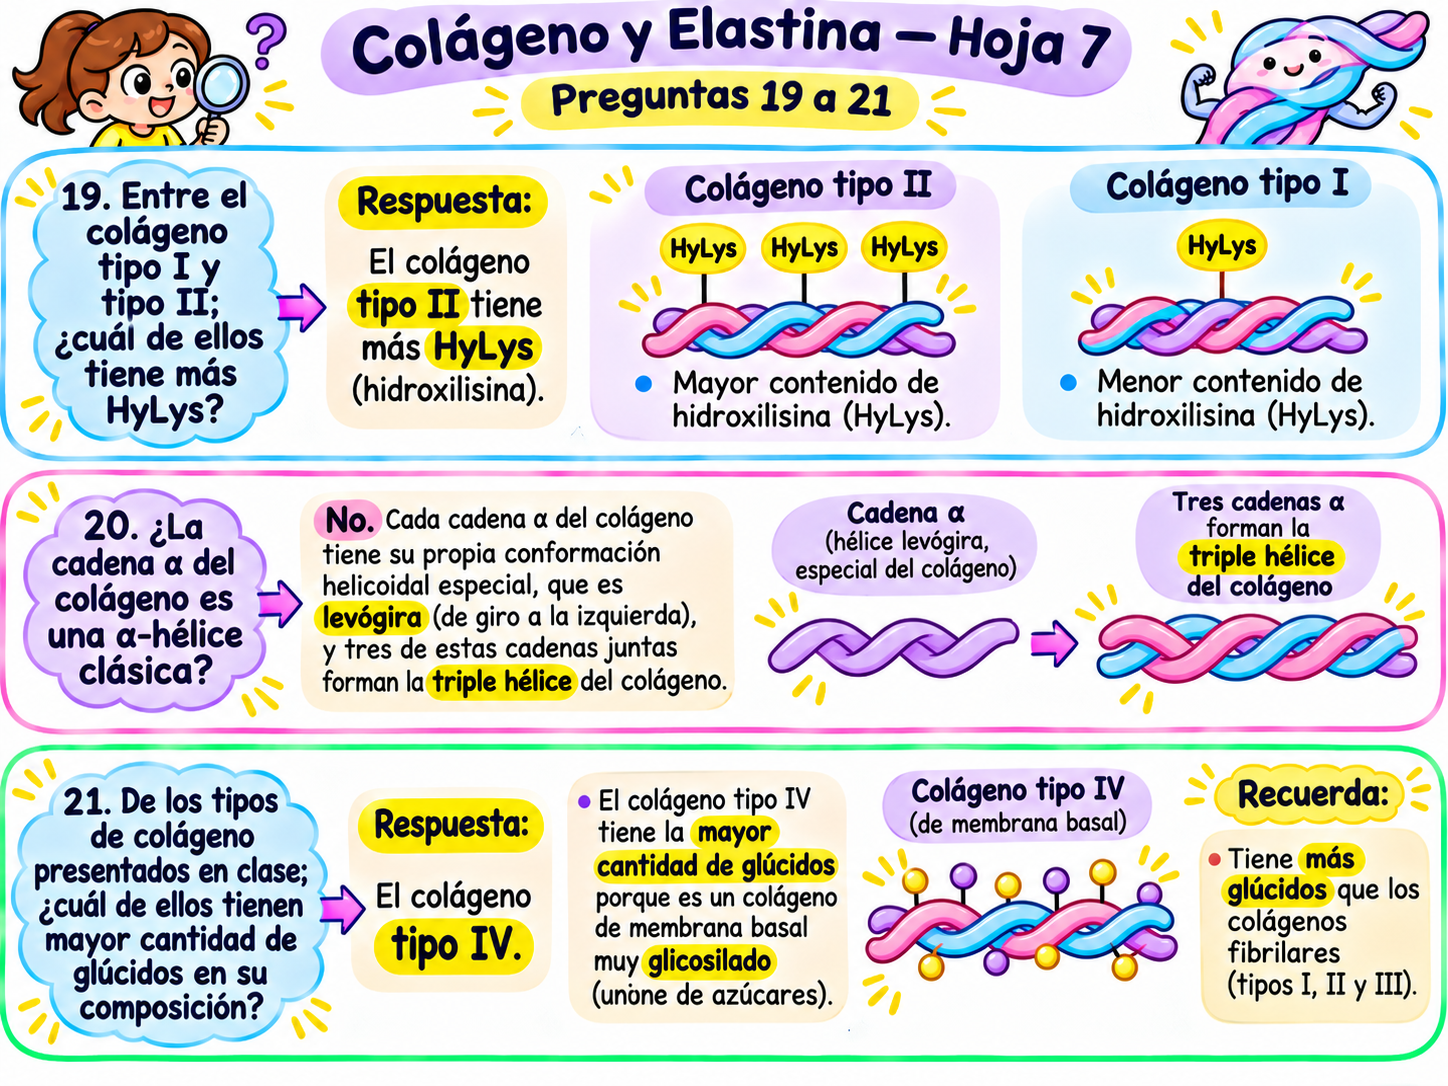 Colágeno y Elastina – Hoja 7
Preguntas 19 a 21
?
19. Entre el
colágeno
tipo I y
tipo II;
¿cuál de ellos
tiene más
HyLys?
Respuesta:
El colágeno
tipo II tiene
más HyLys
(hidroxilisina).
Colágeno tipo II
HyLys HyLys HyLys
• Mayor contenido de
hidroxilisina (HyLys).
Colágeno tipo I
HyLys
• Menor contenido de
hidroxilisina (HyLys).
20. ¿La
cadena α del
colágeno es
una α-hélice
clásica?
No. Cada cadena α del colágeno
tiene su propia conformación
helicoidal especial, que es
levógira (de giro a la izquierda),
y tres de estas cadenas juntas
forman la triple hélice del colágeno.
Cadena α
(hélice levógira,
especial del colágeno)
Tres cadenas α
forman la
triple hélice
del colágeno
21. De los tipos
de colágeno
presentados en clase;
¿cuál de ellos tienen
mayor cantidad de
glúcidos en su
composición?
Respuesta:
El colágeno
tipo IV.
• El colágeno tipo IV
tiene la mayor
cantidad de glúcidos
porque es un colágeno
de membrana basal
muy glicosilado
(unione de azúcares).
Colágeno tipo IV
(de membrana basal)
Recuerda:
• Tiene más
glúcidos que los
colágenos
fibrilares
(tipos I, II y III).